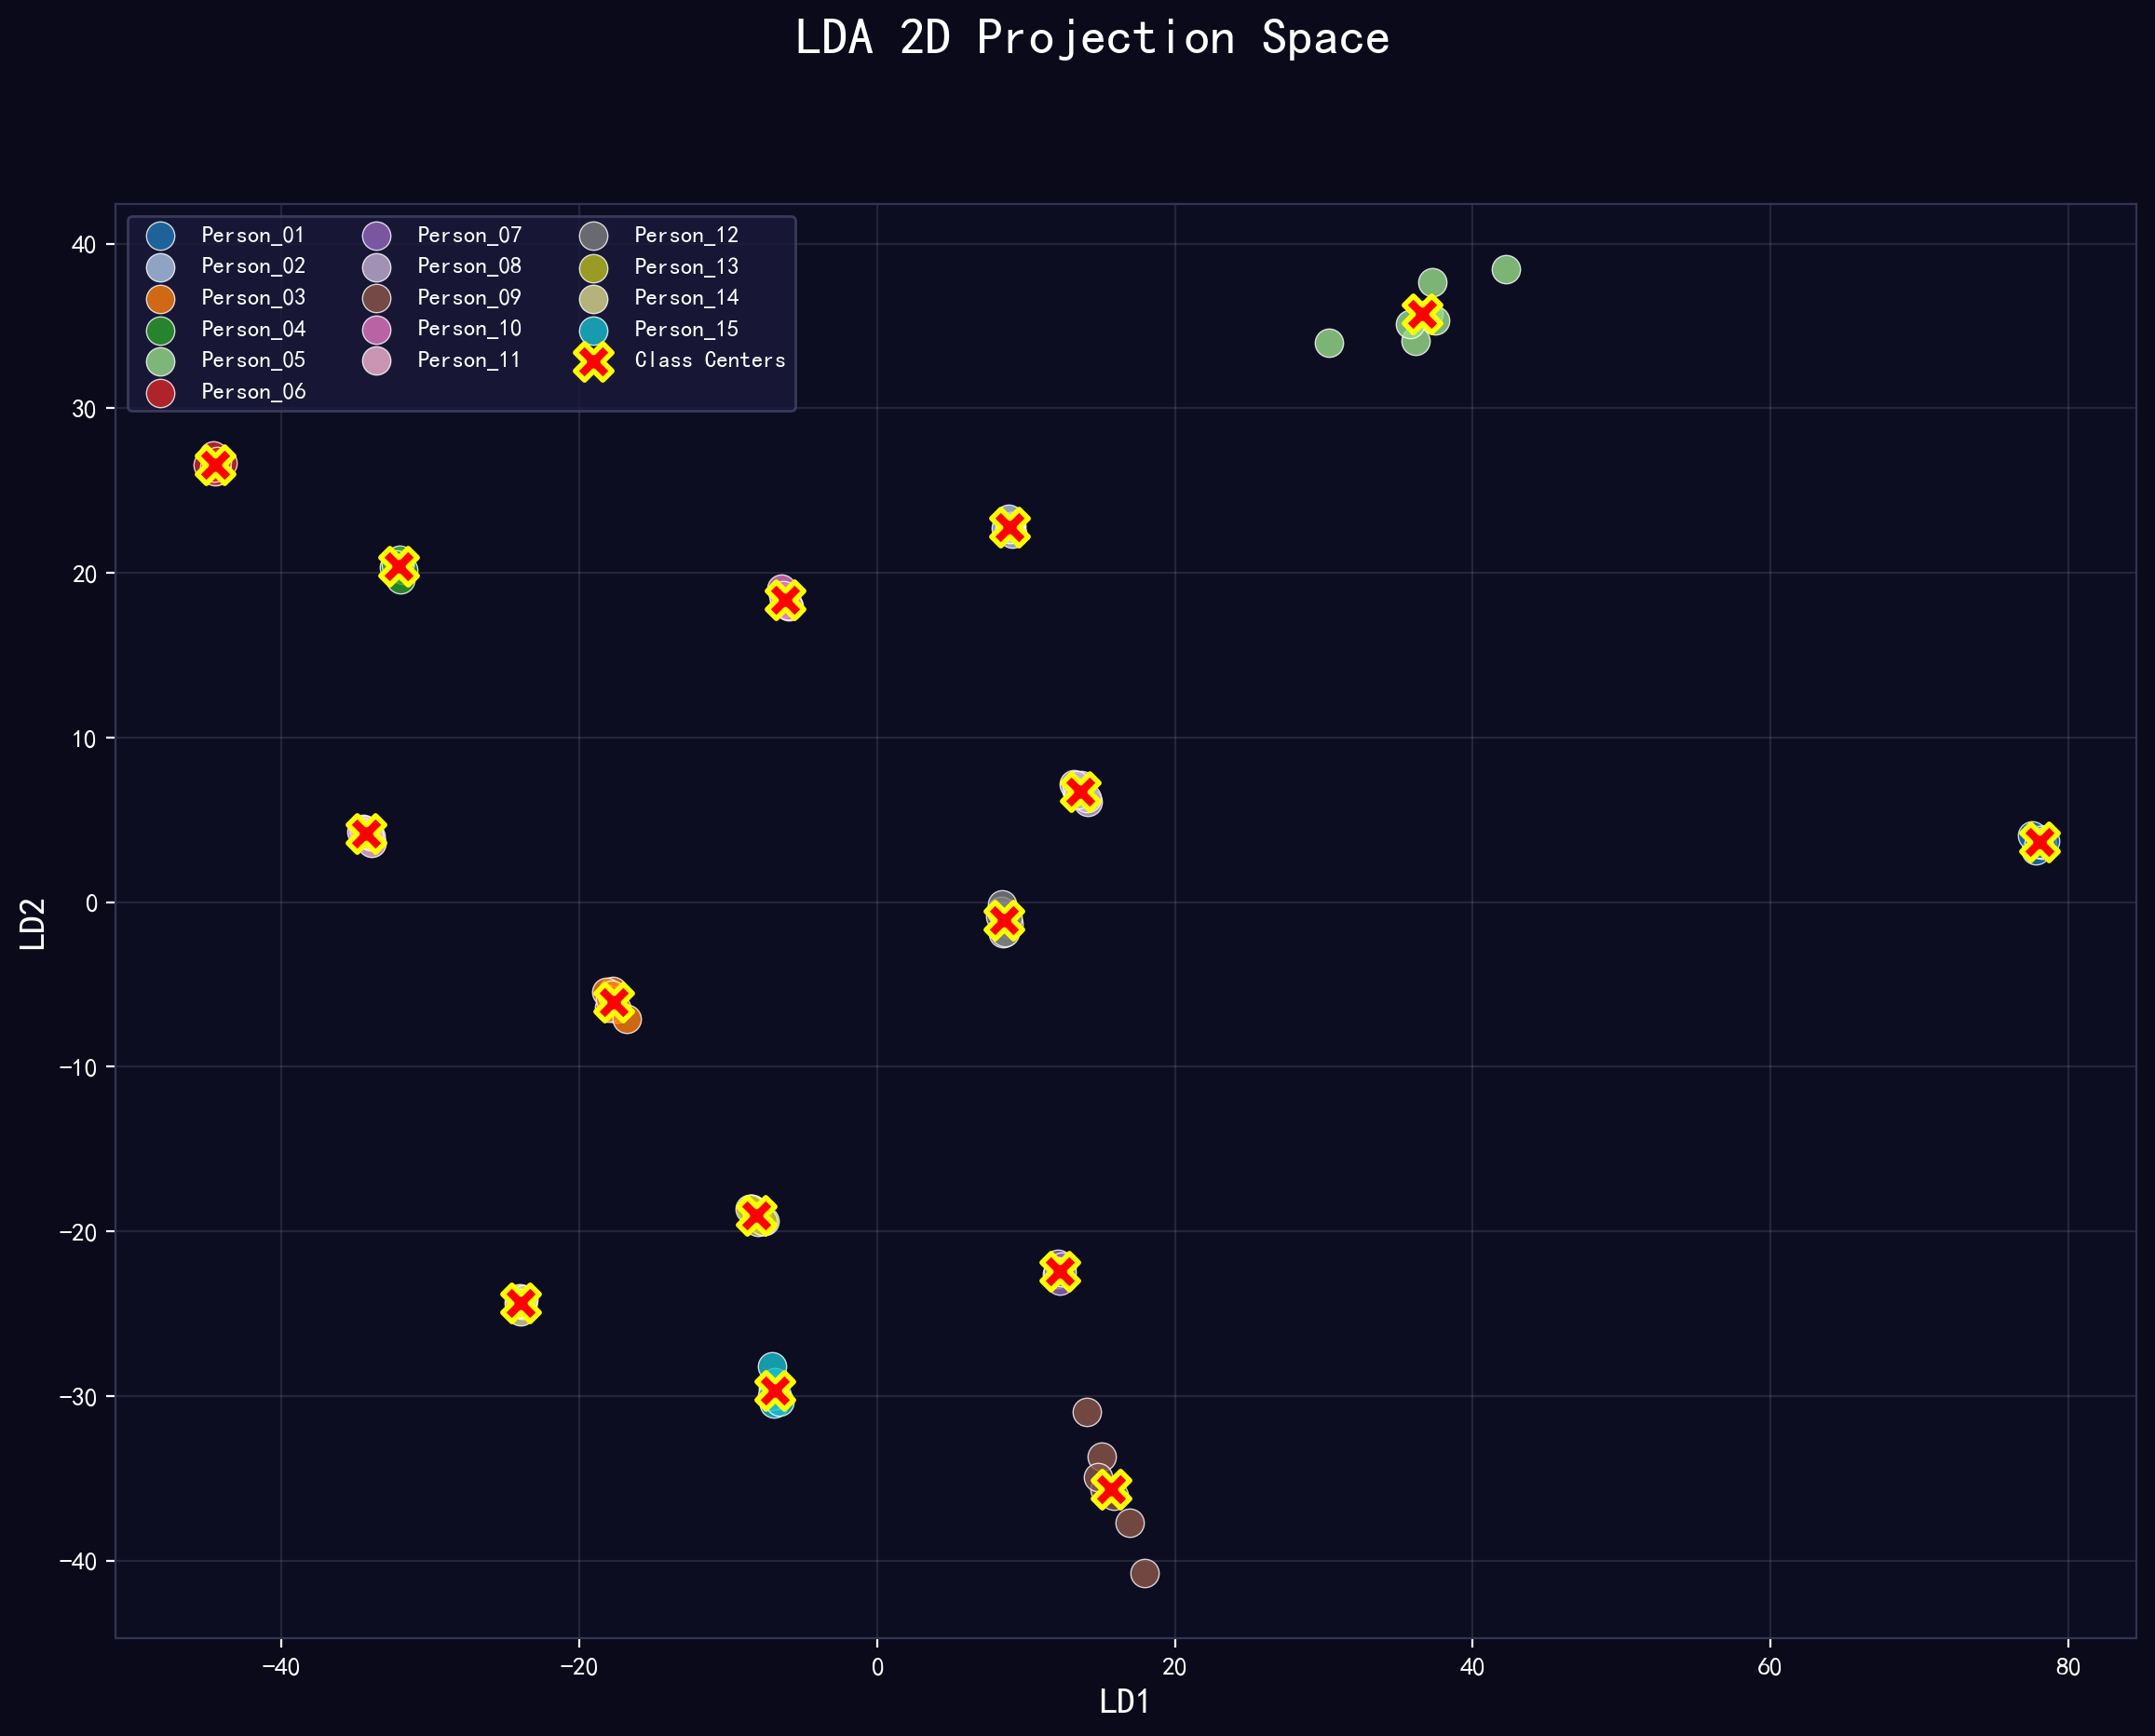 LDA 2D Projection Space
Person_01
Person_02
Person_03
Person_04
Person_05
Person_06
Person_07
Person_08
Person_09
Person_10
Person_11
Person_12
Person_13
Person_14
Person_15
Class Centers
40
30
20
10
0
−10
−20
−30
−40
LD2
−40 −20 0 20 40 60 80
LD1